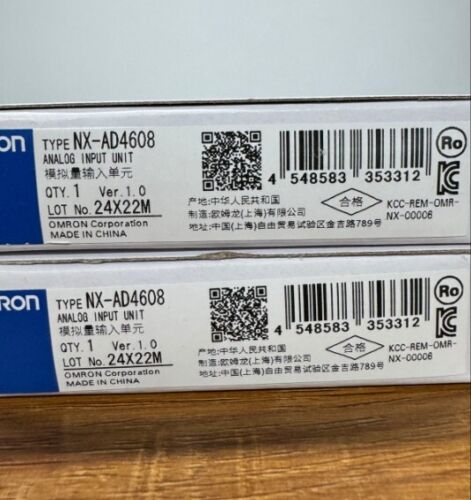 ON
TYPE NX-AD4608
ANALOG INPUT UNIT
模拟量输入单元
QTY. 1 Ver.1.0
LOT No. 24X22M
OMRON Corporation
MADE IN CHINA
4 548583 353312
产地:中华人民共和国
制造:欧姆龙(上海)有限公司
地址:中国(上海)自由贸易试验区金吉路789号
合格
Ro
KCC-REM-OMR-
NX-00006
RON
TYPE NX-AD4608
ANALOG INPUT UNIT
模拟量输入单元
QTY. 1 Ver.1.0
LOT No. 24X22M
OMRON Corporation
MADE IN CHINA
4 548583 353312
产地:中华人民共和国
制造:欧姆龙(上海)有限公司
地址:中国(上海)自由贸易试验区金吉路789号
合格
Ro
KCC-REM-OMR-
NX-00006